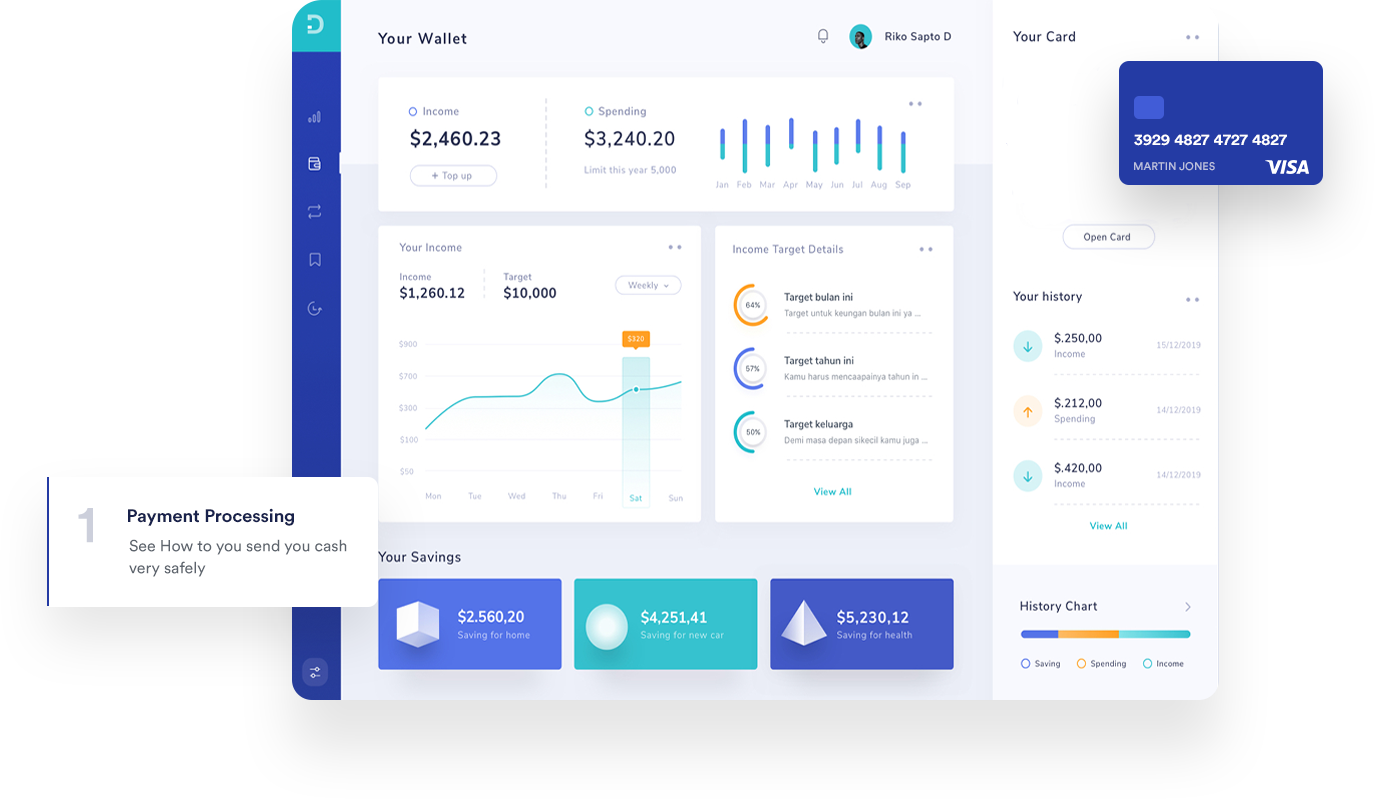 D
Your Wallet
Riko Sapto D
Income
$2,460.23
+ Top up
Spending
$3,240.20
Limit this year 5,000
Jan Feb Mar Apr May Jun Jul Aug Sep
Your Income
Income
$1,260.12
Target
$10,000
Weekly
$320
$900
$700
$300
$100
$50
Mon Tue Wed Thu Fri Sat Sun
Income Target Details
64%
Target bulan ini
Target untuk keungan bulan ini ya ...
57%
Target tahun ini
Kamu harus mencaapainya tahun in ...
50%
Target keluarga
Demi masa depan sikecil kamu juga ...
View All
Your Savings
$2.560,20
Saving for home
$4,251,41
Saving for new car
$5,230,12
Saving for health
Your Card
3929 4827 4727 4827
MARTIN JONES
VISA
Open Card
Your history
$.250,00
Income
15/12/2019
$.212,00
Spending
14/12/2019
$.420,00
Income
14/12/2019
View All
History Chart
Saving Spending Income
1
Payment Processing
See How to you send you cash
very safely